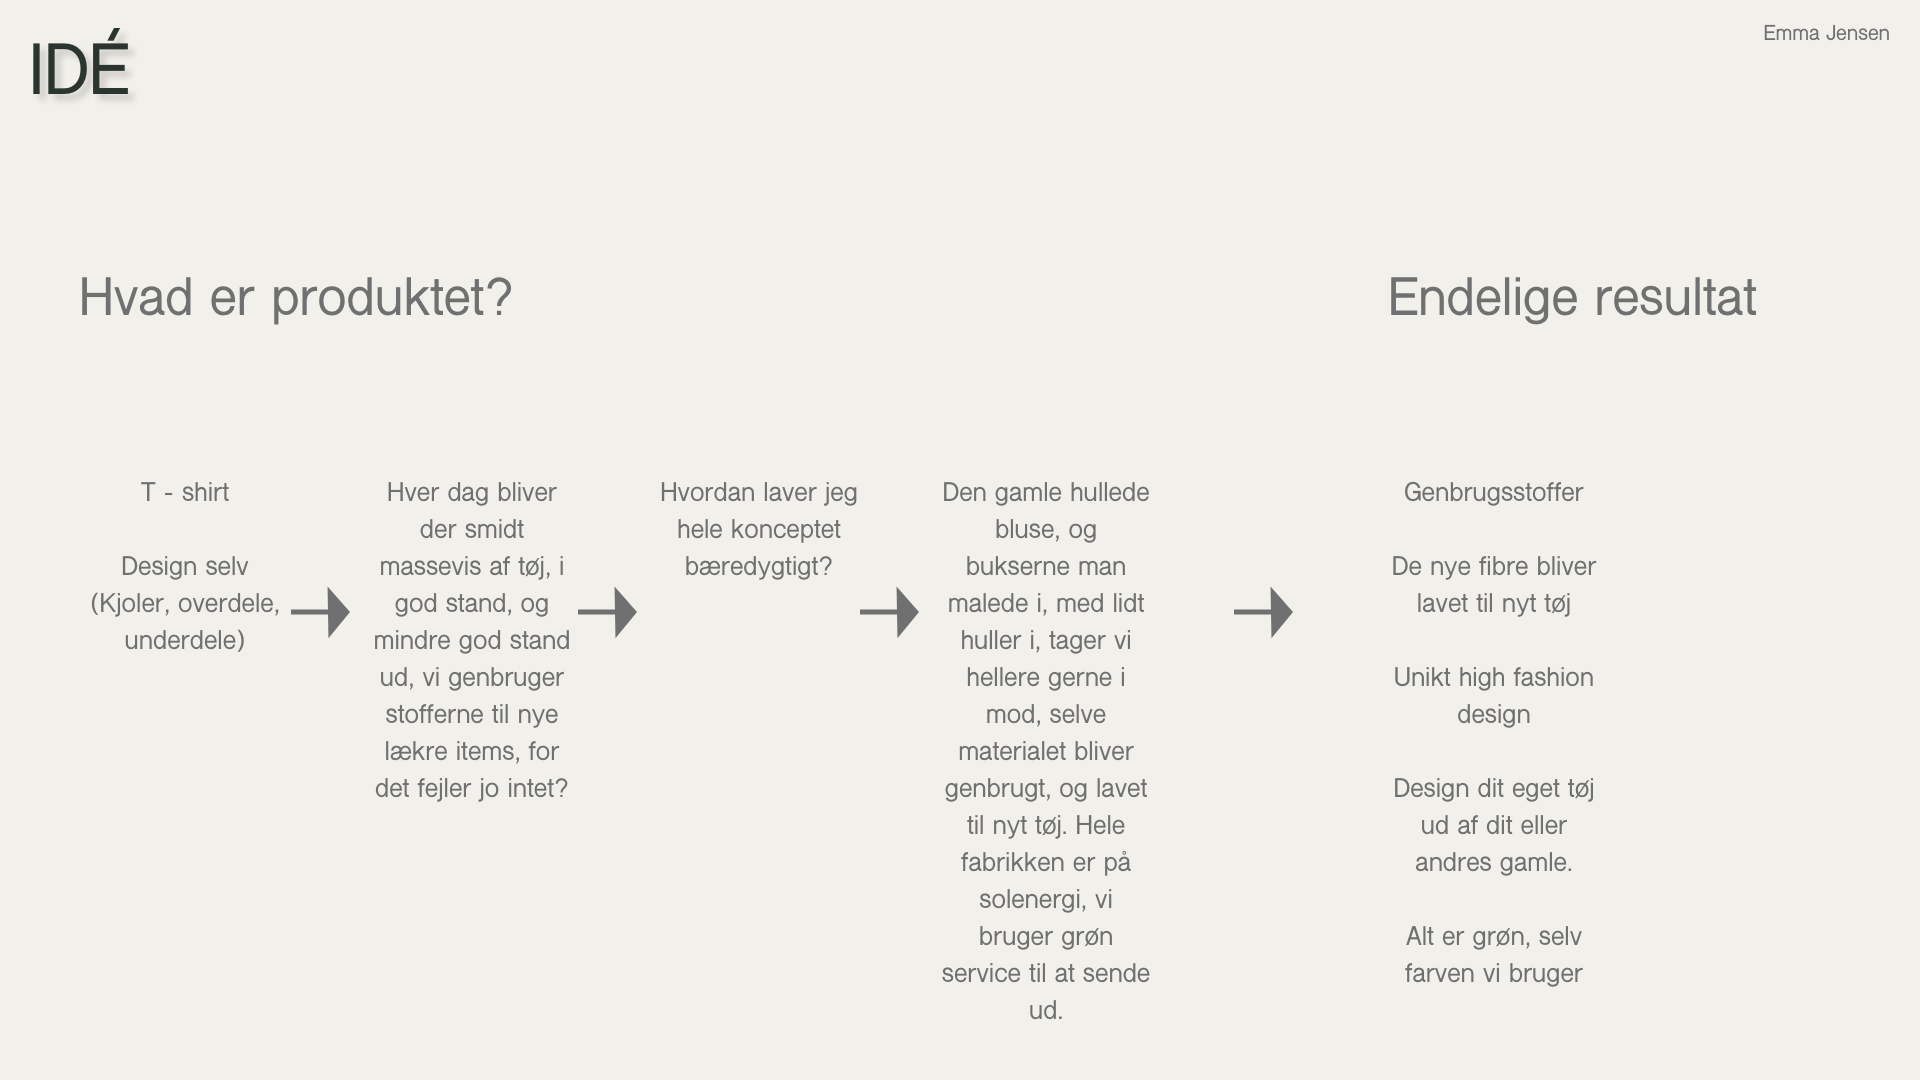 IDÉ
Emma Jensen
Hvad er produktet?
Endelige resultat
T - shirt
Design selv
(Kjoler, overdele,
underdele)
Hver dag bliver
der smidt
massevis af tøj, i
god stand, og
mindre god stand
ud, vi genbruger
stofferne til nye
lækre items, for
det fejler jo intet?
Hvordan laver jeg
hele konceptet
bæredygtigt?
Den gamle hullede
bluse, og
bukserne man
malede i, med lidt
huller i, tager vi
hellere gerne i
mod, selve
materialet bliver
genbrugt, og lavet
til nyt tøj. Hele
fabrikken er på
solenergi, vi
bruger grøn
service til at sende
ud.
Genbrugsstoffer
De nye fibre bliver
lavet til nyt tøj
Unikt high fashion
design
Design dit eget tøj
ud af dit eller
andres gamle.
Alt er grøn, selv
farven vi bruger